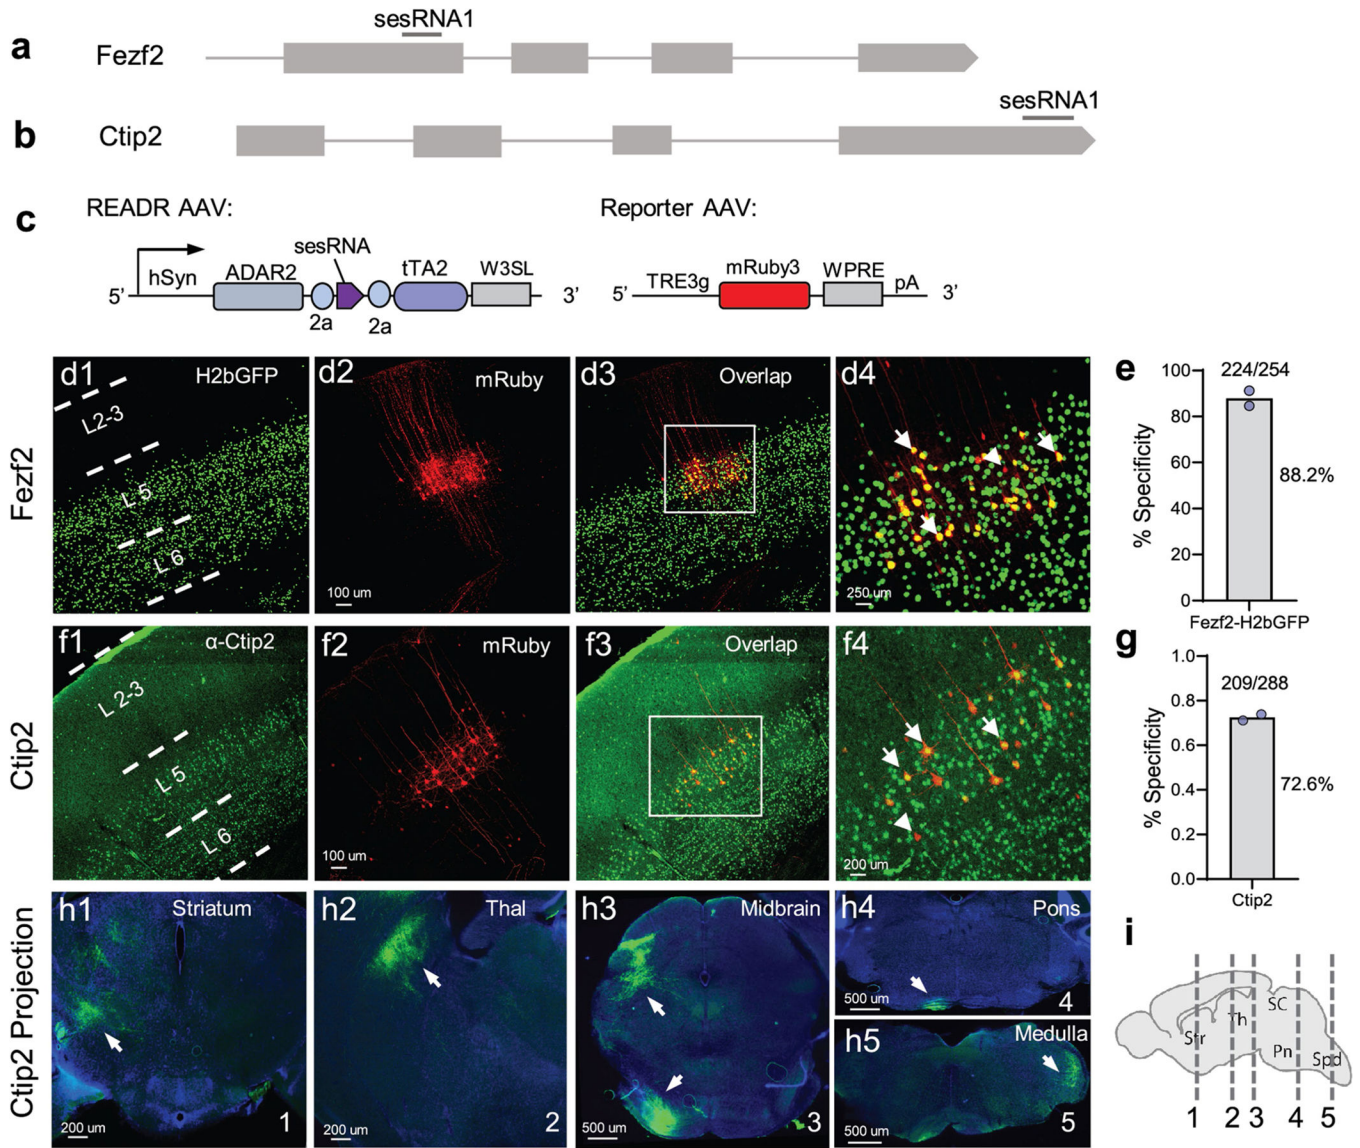 sesRNA1
a Fezf2
sesRNA1
b Ctip2
c READR AAV: Reporter AAV:
sesRNA
hSyn ADAR2 tTA2 W3SL
5’ 3’
2a 2a
TRE3g mRuby3 WPRE pA
5’ 3’
Fezf2
d1 H2bGFP
L2-3
L 5
L 6
d2 mRuby
100 um
d3 Overlap
d4
250 um
e
224/254
100
80
60
40
20
0
% Specificity
88.2%
Fezf2-H2bGFP
Ctip2
f1 α-Ctip2
L 2-3
L 5
L 6
f2 mRuby
100 um
f3 Overlap
f4
200 um
g
209/288
1.0
0.8
0.6
0.4
0.2
0.0
% Specificity
72.6%
Ctip2
Ctip2 Projection
h1 Striatum
200 um 1
h2 Thal
200 um 2
h3 Midbrain
500 um 3
h4 Pons
500 um 4
h5 Medulla
500 um 5
i
SC
Th
Str
Pn
Spd
1 2 3 4 5